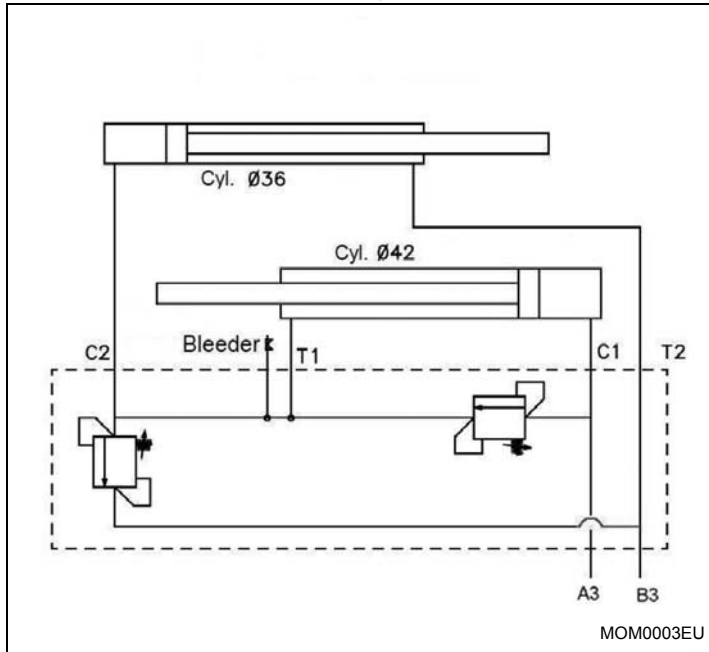 Cyl. Ø36
Cyl. Ø42
Bleeder
C2
T1
C1
T2
A3
B3
MOM0003EU